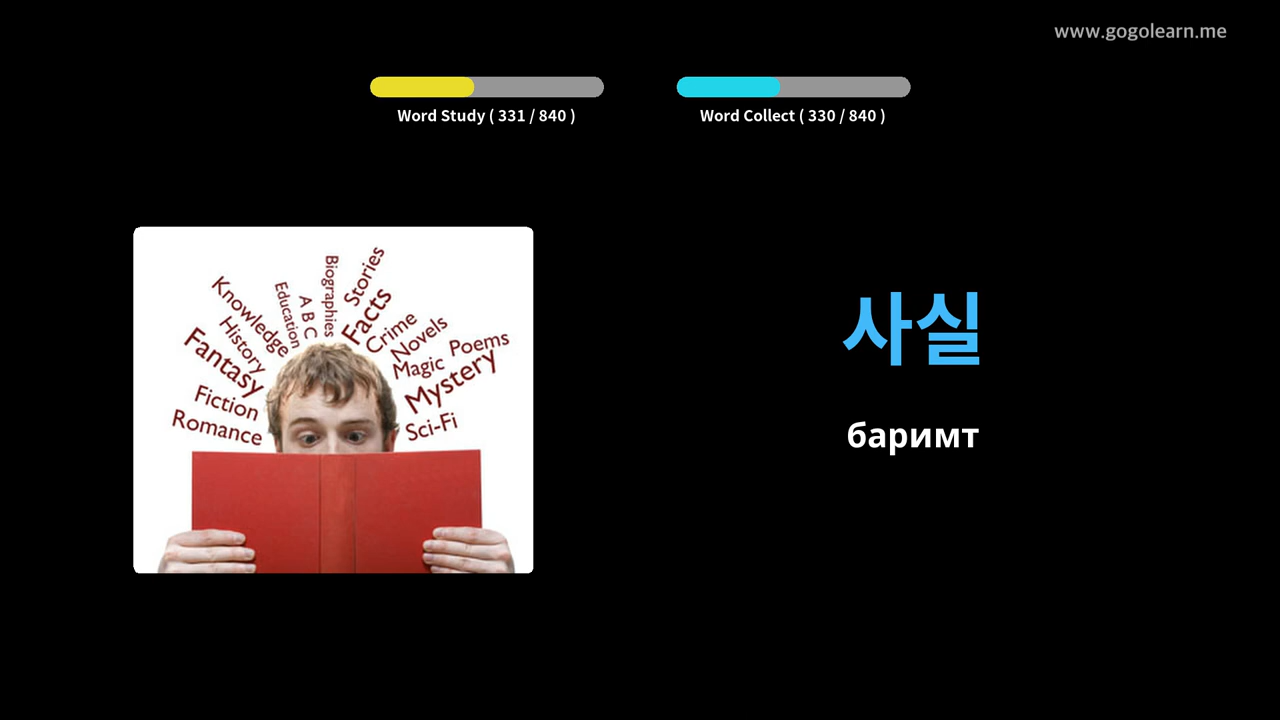 www.gogolearn.me
Word Study ( 331 / 840 )
Word Collect ( 330 / 840 )
Knowledge
History
Fantasy
Fiction
Romance
Education
A B C
Biographies
Stories
Facts
Crime
Novels
Magic
Poems
Mystery
Sci-Fi
사실
баримт